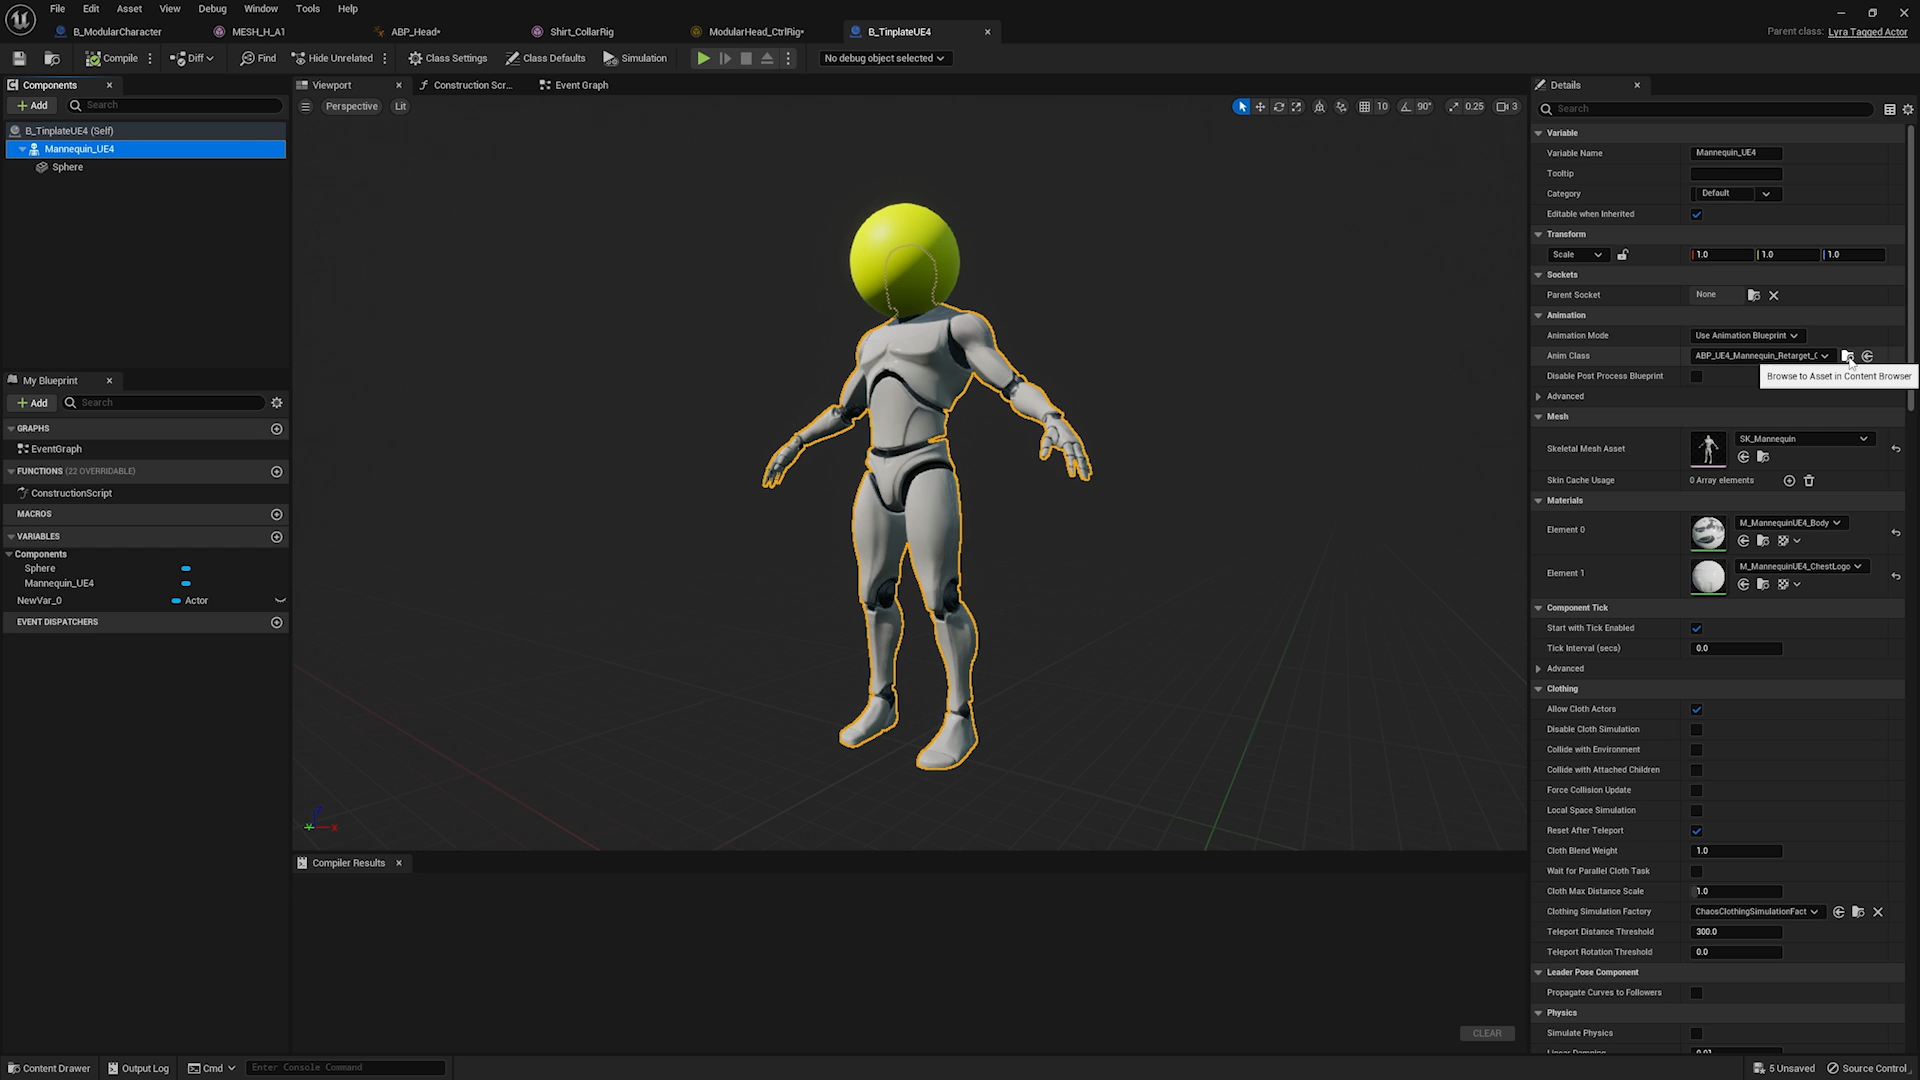 File Edit Asset View Debug Window Tools Help
B_ModularCharacter MESH_H_A1 ABP_Head* Shirt_CollarRig ModularHead_CtrlRig* B_TinplateUE4
Parent class: Lyra Tagged Actor
Compile Diff Find Hide Unrelated Class Settings Class Defaults Simulation No debug object selected
Components
Add Search
B_TinplateUE4 (Self)
Mannequin_UE4
Sphere
My Blueprint
Add Search
GRAPHS
EventGraph
FUNCTIONS (22 OVERRIDABLE)
ConstructionScript
MACROS
VARIABLES
Components
Sphere
Mannequin_UE4
NewVar_0 Actor
EVENT DISPATCHERS
Viewport Construction Scr... Event Graph
Perspective Lit 10 90° 0.25 3
Compiler Results
CLEAR
Details
Search
Variable
Variable Name Mannequin_UE4
Tooltip
Category Default
Editable when Inherited
Transform
Scale 1.0 1.0 1.0
Sockets
Parent Socket None
Animation
Animation Mode Use Animation Blueprint
Anim Class ABP_UE4_Mannequin_Retarget_C
Disable Post Process Blueprint
Browse to Asset in Content Browser
Advanced
Mesh
Skeletal Mesh Asset SK_Mannequin
Skin Cache Usage 0 Array elements
Materials
Element 0 M_MannequinUE4_Body
Element 1 M_MannequinUE4_ChestLogo
Component Tick
Start with Tick Enabled
Tick Interval (secs) 0.0
Advanced
Clothing
Allow Cloth Actors
Disable Cloth Simulation
Collide with Environment
Collide with Attached Children
Force Collision Update
Local Space Simulation
Reset After Teleport
Cloth Blend Weight 1.0
Wait for Parallel Cloth Task
Cloth Max Distance Scale 1.0
Clothing Simulation Factory ChaosClothingSimulationFact
Teleport Distance Threshold 300.0
Teleport Rotation Threshold 0.0
Leader Pose Component
Propagate Curves to Followers
Physics
Simulate Physics
Linear Damping 0.01
Content Drawer Output Log Cmd Enter Console Command 5 Unsaved Source Control